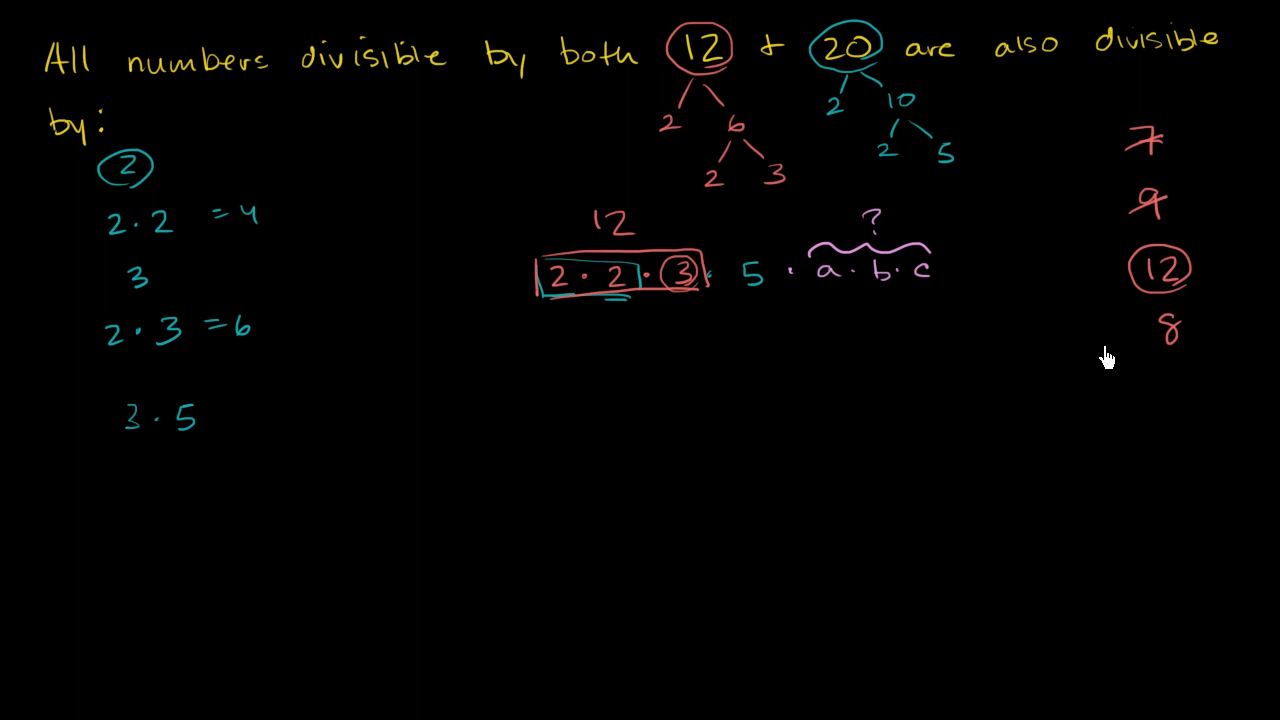 All numbers divisible by both 12 + 20 are also divisible
by:
2 6 2 10
2 3 2 5
2
2 · 2 = 4
3
2 · 3 = 6
3 · 5
12 ?
2 · 2 · 3 · 5 · a · b · c
7
9
12
8